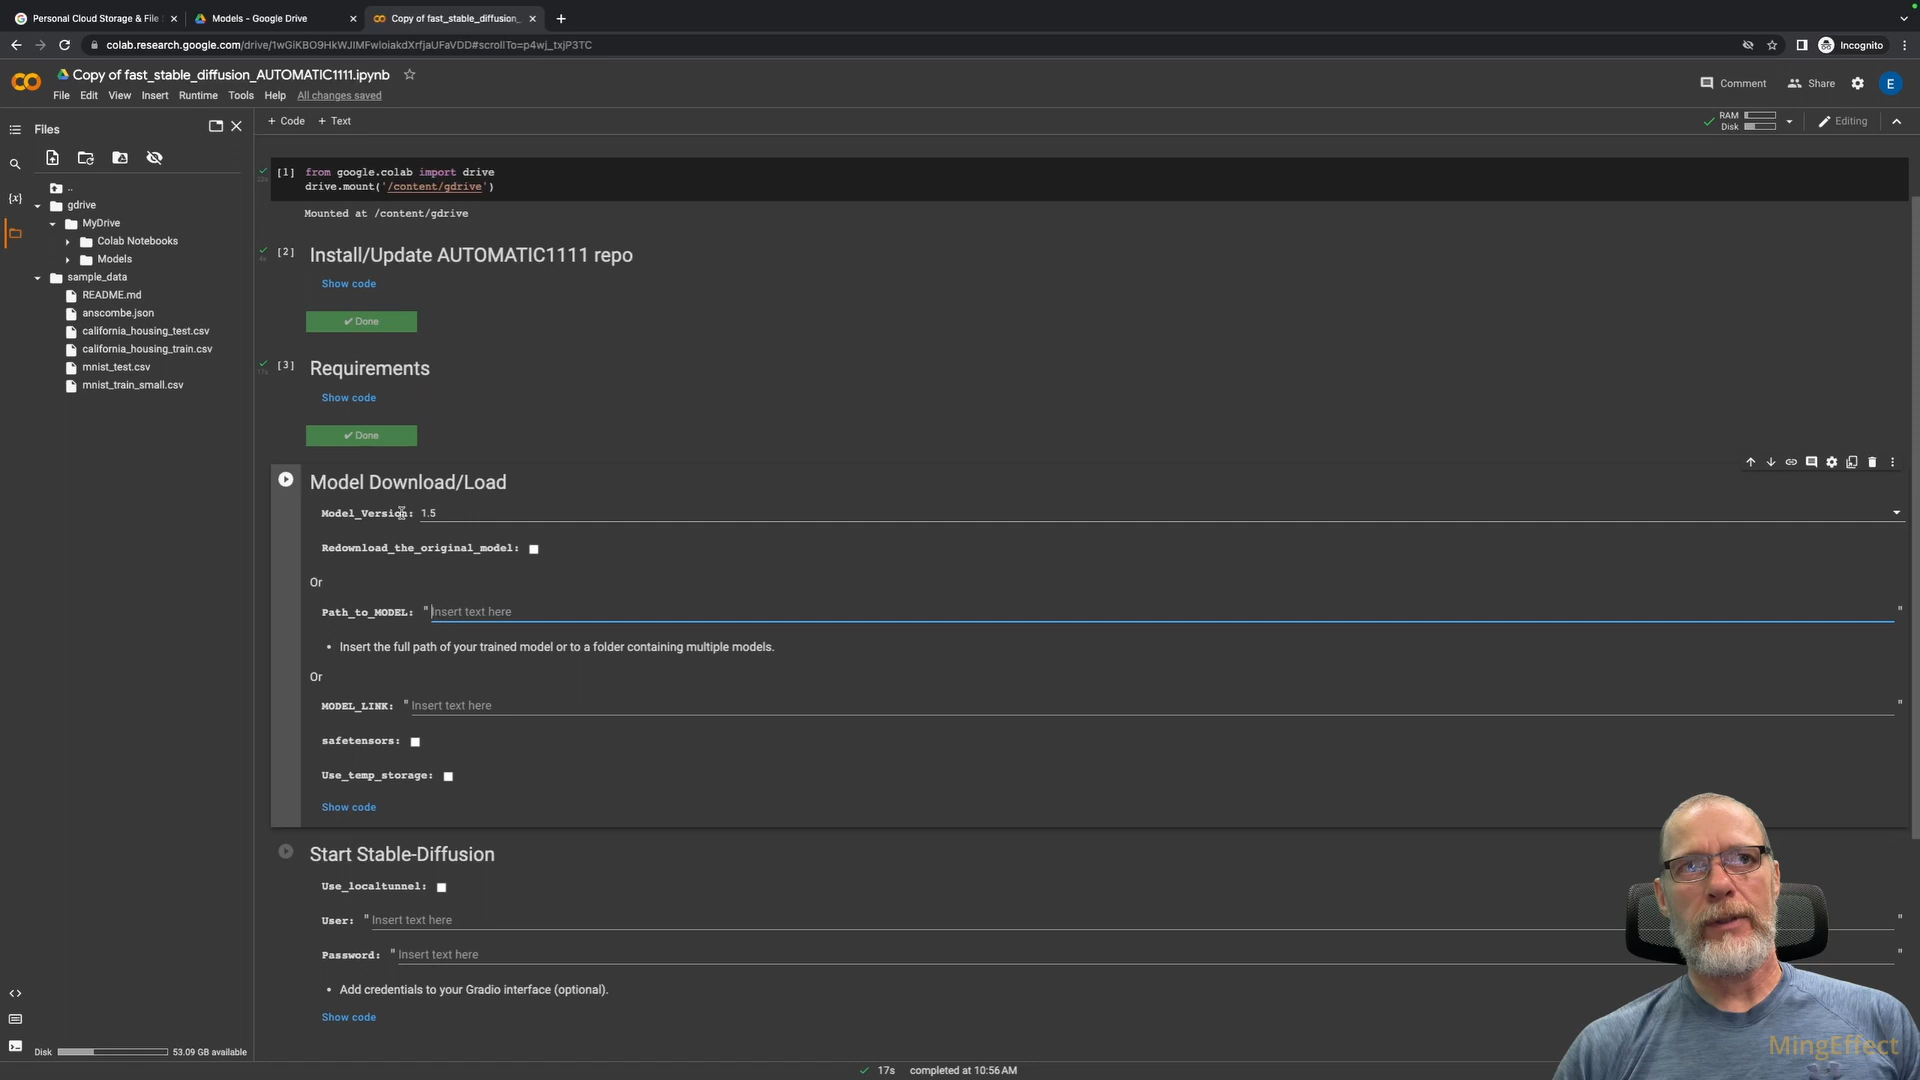 Personal Cloud Storage & File
Models - Google Drive
Copy of fast_stable_diffusion_
colab.research.google.com/drive/1wGiKBO9HkWJIMFwloiakdXrfjaUFaVDD#scrollTo=p4wj_txjP3TC
Incognito
Copy of fast_stable_diffusion_AUTOMATIC1111.ipynb
File Edit View Insert Runtime Tools Help All changes saved
Comment
Share
E
Files
+ Code + Text
RAM
Disk
Editing
..
gdrive
MyDrive
Colab Notebooks
Models
sample_data
README.md
anscombe.json
california_housing_test.csv
california_housing_train.csv
mnist_test.csv
mnist_train_small.csv
Disk 53.09 GB available
[1] from google.colab import drive
drive.mount('/content/gdrive')
Mounted at /content/gdrive
[2] Install/Update AUTOMATIC1111 repo
Show code
✔ Done
[3] Requirements
Show code
✔ Done
Model Download/Load
Model_Version: 1.5
Redownload_the_original_model:
Or
Path_to_MODEL: " Insert text here "
• Insert the full path of your trained model or to a folder containing multiple models.
Or
MODEL_LINK: " Insert text here "
safetensors:
Use_temp_storage:
Show code
Start Stable-Diffusion
Use_localtunnel:
User: " Insert text here "
Password: " Insert text here "
• Add credentials to your Gradio interface (optional).
Show code
17s completed at 10:56 AM
MingEffect